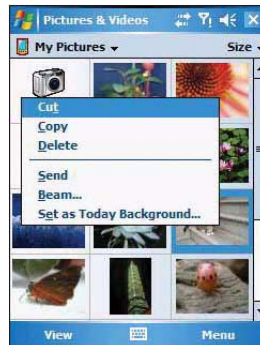 Pictures & Videos
My Pictures
Size
Cut
Copy
Delete
Send
Beam...
Set as Today Background...
View
Menu